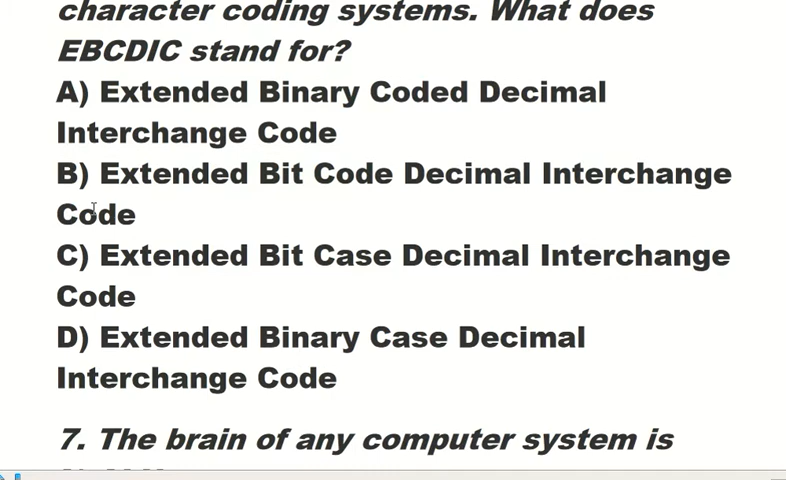 character coding systems. What does
EBCDIC stand for?
A) Extended Binary Coded Decimal
Interchange Code
B) Extended Bit Code Decimal Interchange
Code
C) Extended Bit Case Decimal Interchange
Code
D) Extended Binary Case Decimal
Interchange Code
7. The brain of any computer system is